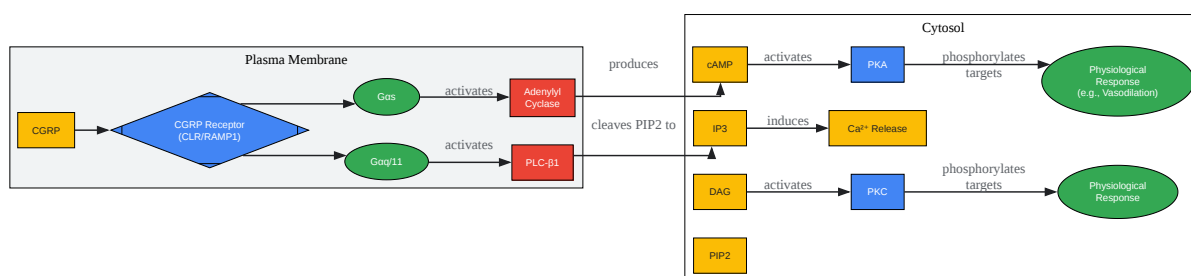 Plasma Membrane
CGRP
CGRP Receptor
(CLR/RAMP1)
Gαs
activates
Adenylyl
Cyclase
Gαq/11
activates
PLC-β1
produces
cleaves PIP2 to
Cytosol
cAMP
activates
PKA
phosphorylates
targets
Physiological
Response
(e.g., Vasodilation)
IP3
induces
Ca²⁺ Release
DAG
activates
PKC
phosphorylates
targets
Physiological
Response
PIP2